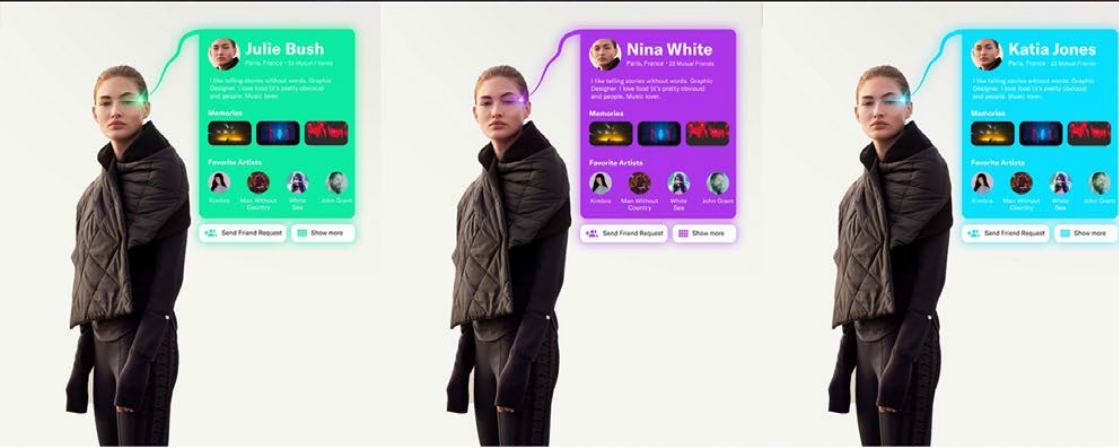 Julie Bush
Paris, France • 53 Mutual Friends
I like telling stories without words. Graphic
Designer. I love food (it's pretty obvious)
and people. Music lover.
Memories
Favorite Artists
Kimbra
Man Without
Country
White
Sea
John Grant
Send Friend Request
Show more
Nina White
Paris, France • 23 Mutual Friends
I like telling stories without words. Graphic
Designer. I love food (it's pretty obvious)
and people. Music lover.
Memories
Favorite Artists
Kimbra
Man Without
Country
White
Sea
John Grant
Send Friend Request
Show more
Katia Jones
Paris, France • 23 Mutual Friends
I like telling stories without words. Graphic
Designer. I love food (it's pretty obvious)
and people. Music lover.
Memories
Favorite Artists
Kimbra
Man Without
Country
White
Sea
John Grant
Send Friend Request
Show more